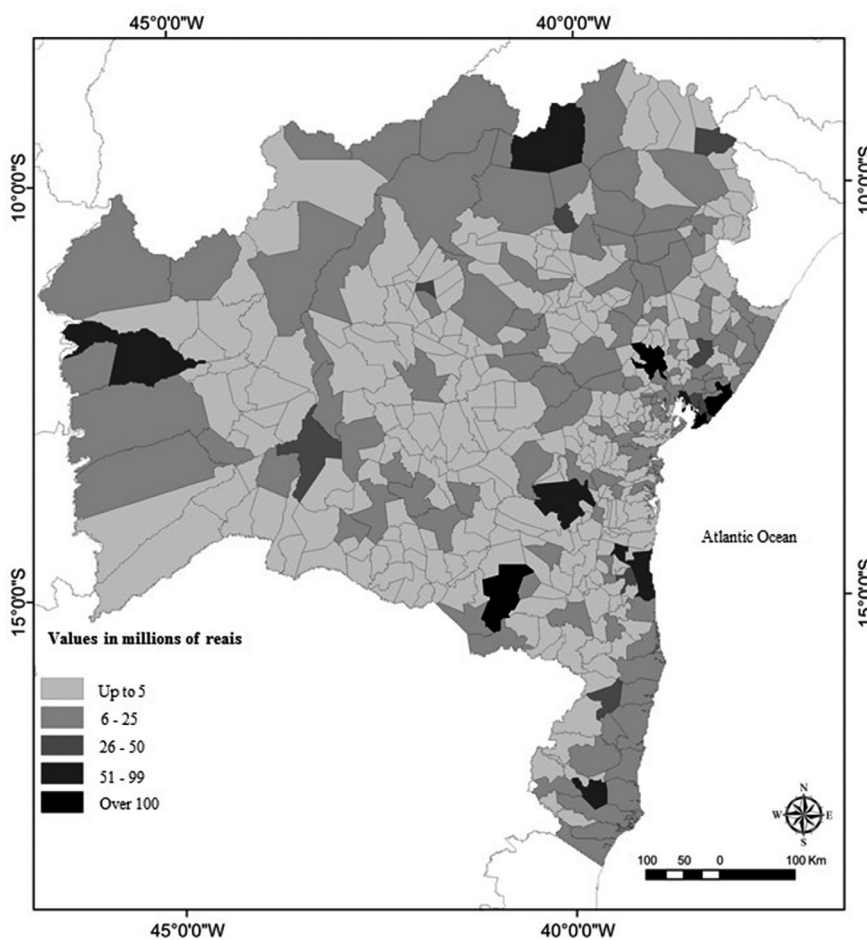 45°0'0"W
40°0'0"W
10°0'0"S
10°0'0"S
Atlantic Ocean
15°0'0"S
15°0'0"S
Values in millions of reais
Up to 5
6 - 25
26 - 50
51 - 99
Over 100
N
W
E
S
100 50 0 100 Km
45°0'0"W
40°0'0"W